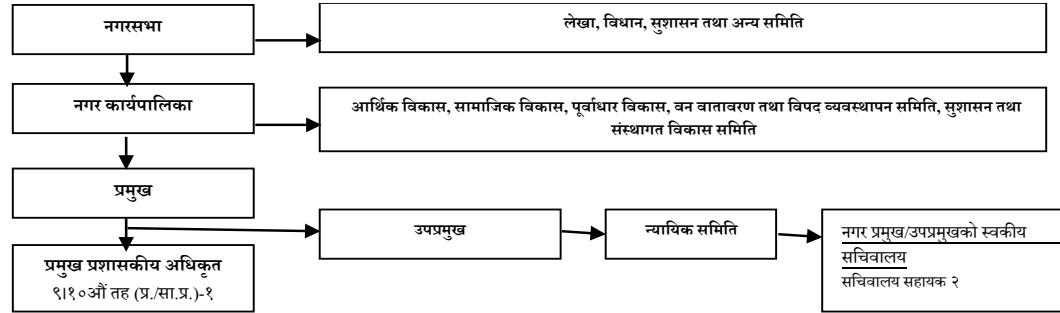 नगरसभा
लेखा, विधान, सुशासन तथा अन्य समिति
नगर कार्यपालिका
आर्थिक विकास, सामाजिक विकास, पूर्वाधार विकास, वन वातावरण तथा विपद व्यवस्थापन समिति, सुशासन तथा
संस्थागत विकास समिति
प्रमुख
उपप्रमुख
न्यायिक समिति
नगर प्रमुख/उपप्रमुखको स्वकीय
सचिवालय
सचिवालय सहायक २
प्रमुख प्रशासकीय अधिकृत
९।१०औं तह (प्र./सा.प्र.)-१